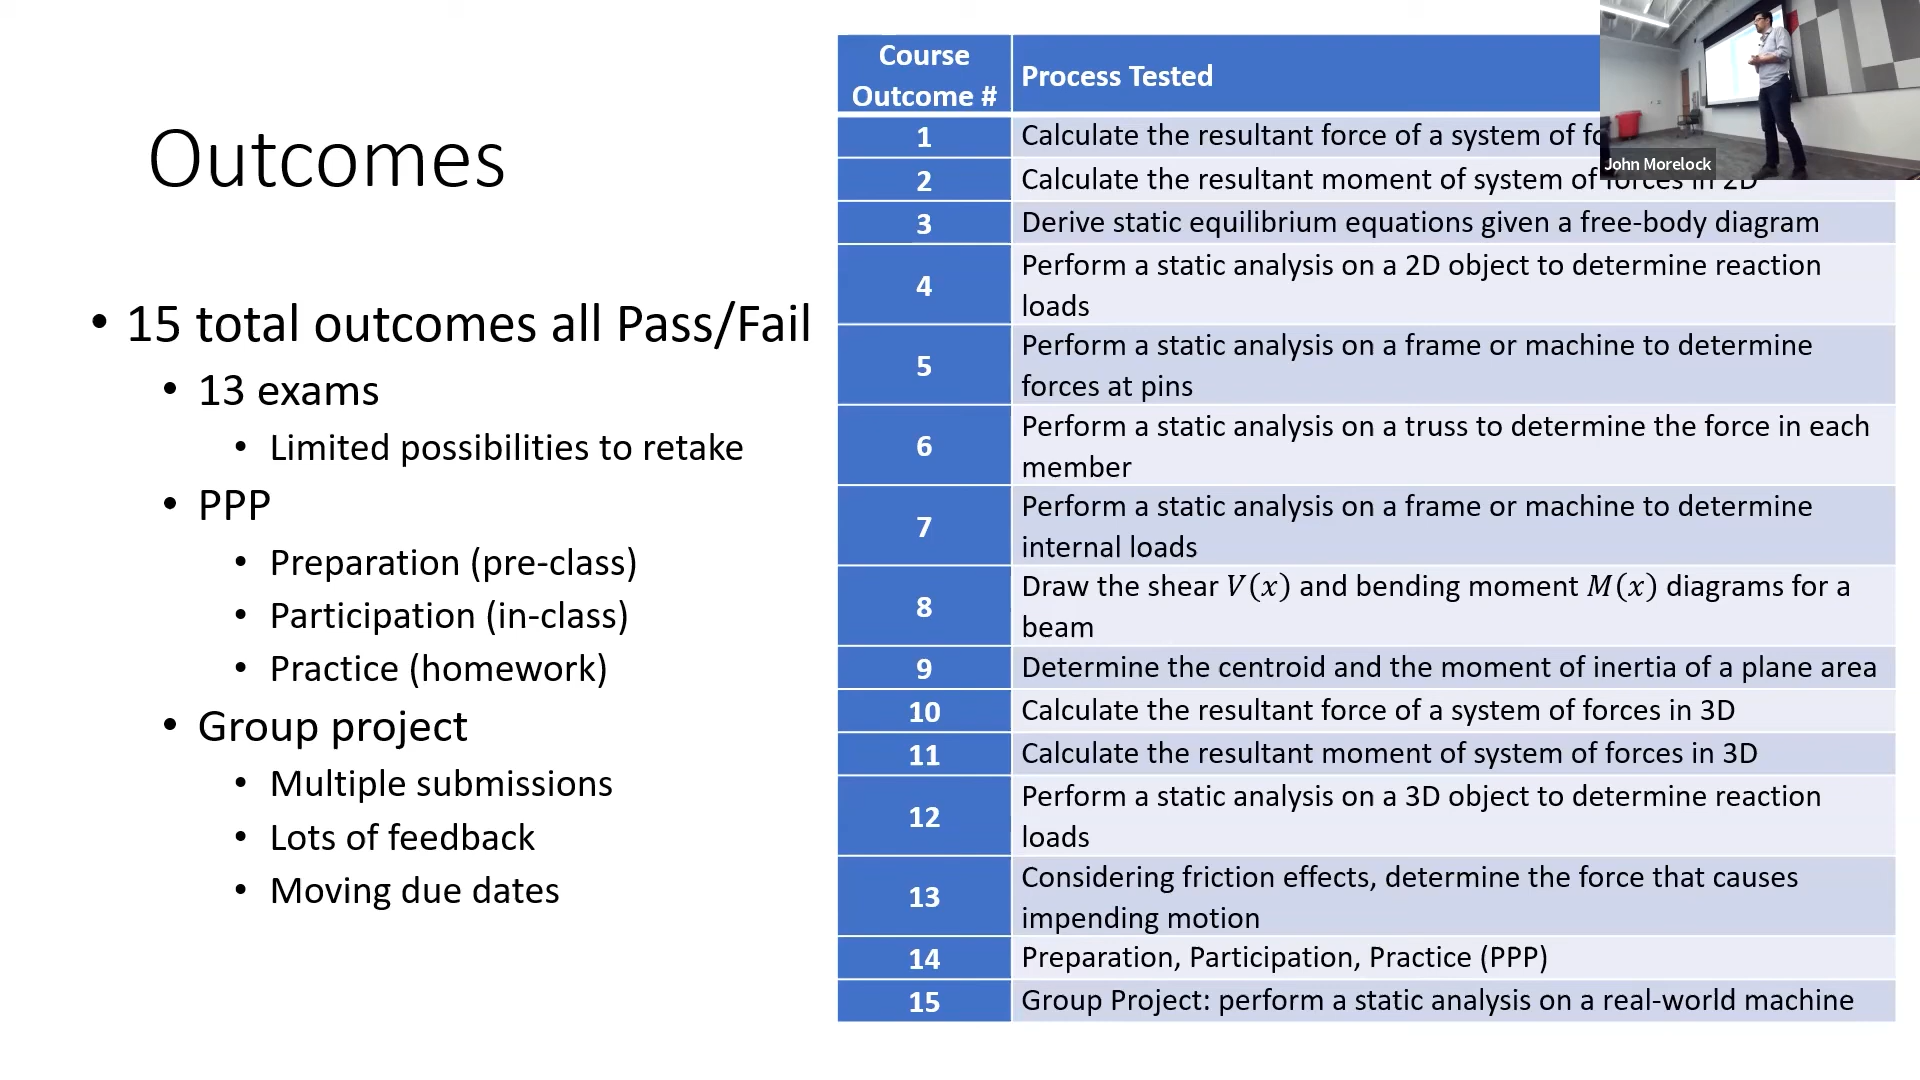 Outcomes
• 15 total outcomes all Pass/Fail
• 13 exams
• Limited possibilities to retake
• PPP
• Preparation (pre-class)
• Participation (in-class)
• Practice (homework)
• Group project
• Multiple submissions
• Lots of feedback
• Moving due dates
Course
Outcome #
Process Tested
1
Calculate the resultant force of a system of
2
Calculate the resultant moment of system of forces in 2D
3
Derive static equilibrium equations given a free-body diagram
4
Perform a static analysis on a 2D object to determine reaction
loads
5
Perform a static analysis on a frame or machine to determine
forces at pins
6
Perform a static analysis on a truss to determine the force in each
member
7
Perform a static analysis on a frame or machine to determine
internal loads
8
Draw the shear V(x) and bending moment M(x) diagrams for a
beam
9
Determine the centroid and the moment of inertia of a plane area
10
Calculate the resultant force of a system of forces in 3D
11
Calculate the resultant moment of system of forces in 3D
12
Perform a static analysis on a 3D object to determine reaction
loads
13
Considering friction effects, determine the force that causes
impending motion
14
Preparation, Participation, Practice (PPP)
15
Group Project: perform a static analysis on a real-world machine
John Morelock